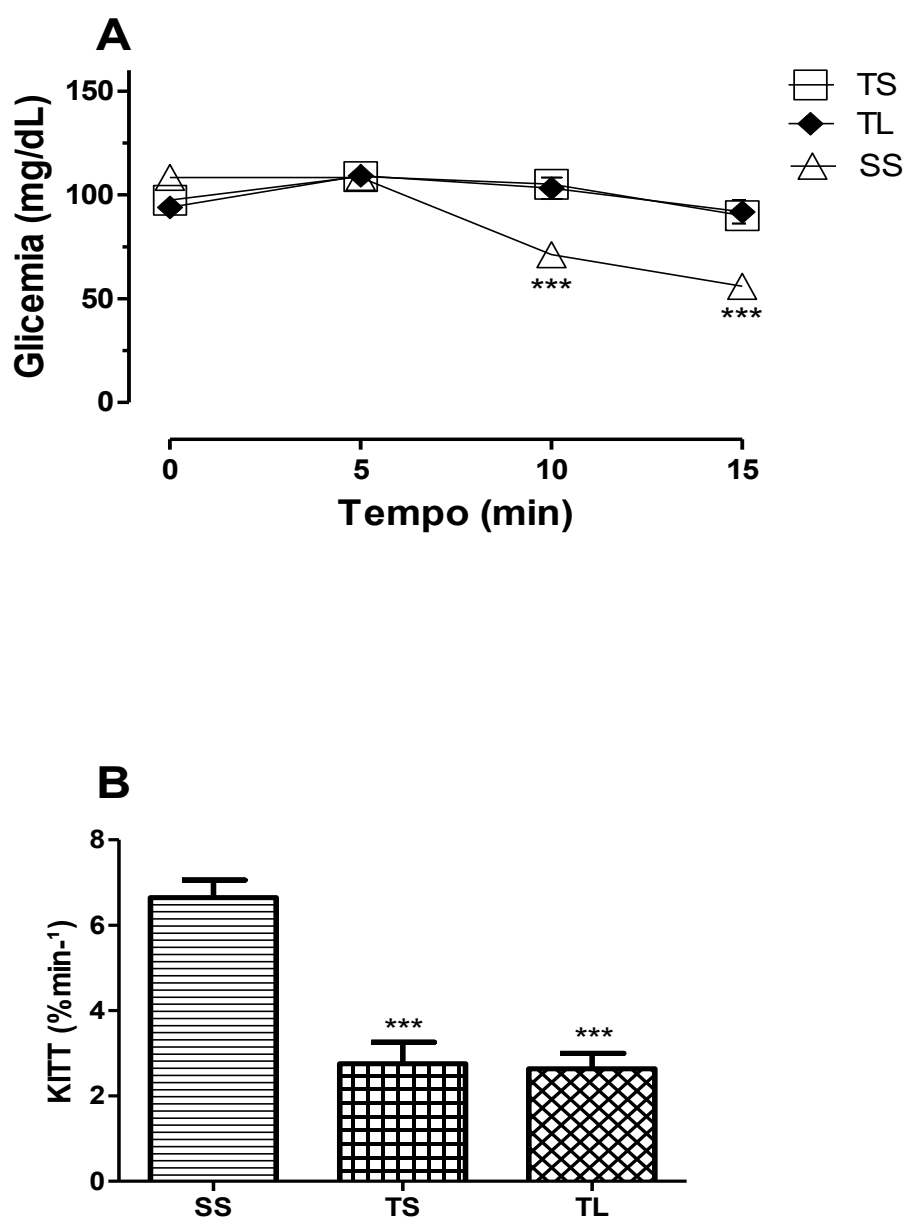 A
Glicemia (mg/dL)
150
100
50
0
TS
TL
SS
***
***
0 5 10 15
Tempo (min)
B
KITT (%min-¹)
8
6
4
2
0
***
***
SS TS TL